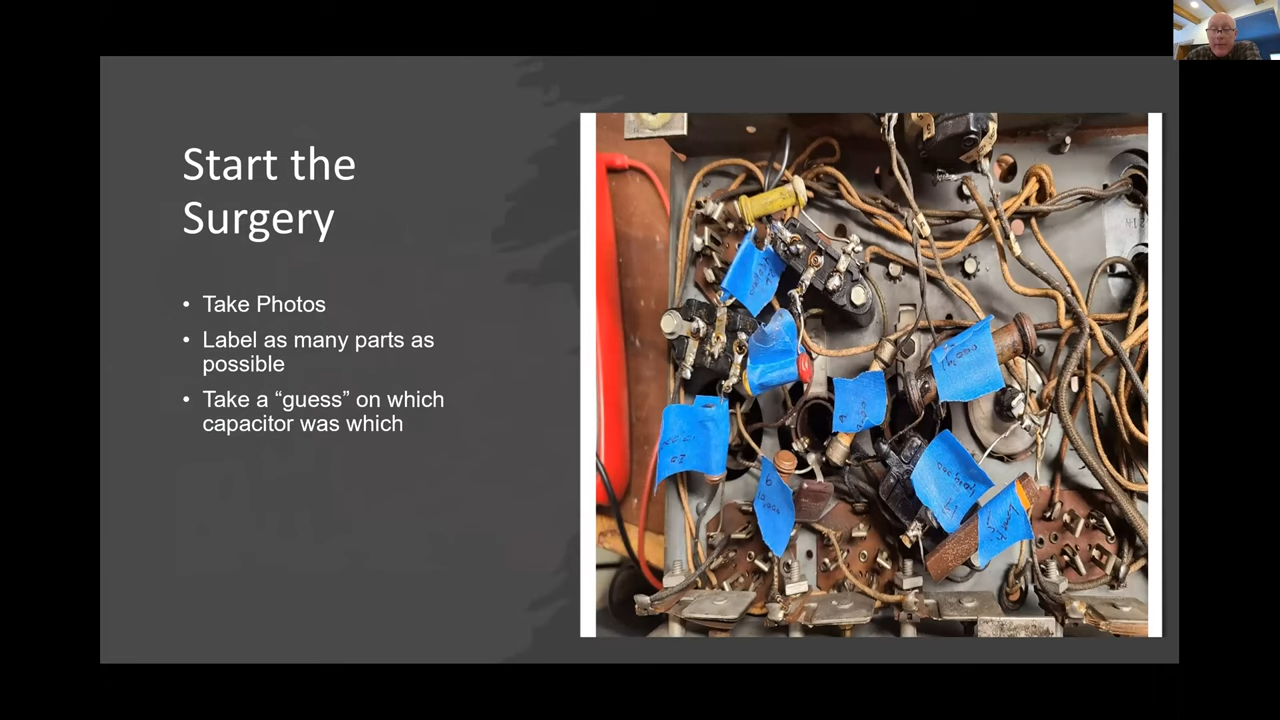 Start the
Surgery
• Take Photos
• Label as many parts as
possible
• Take a “guess” on which
capacitor was which